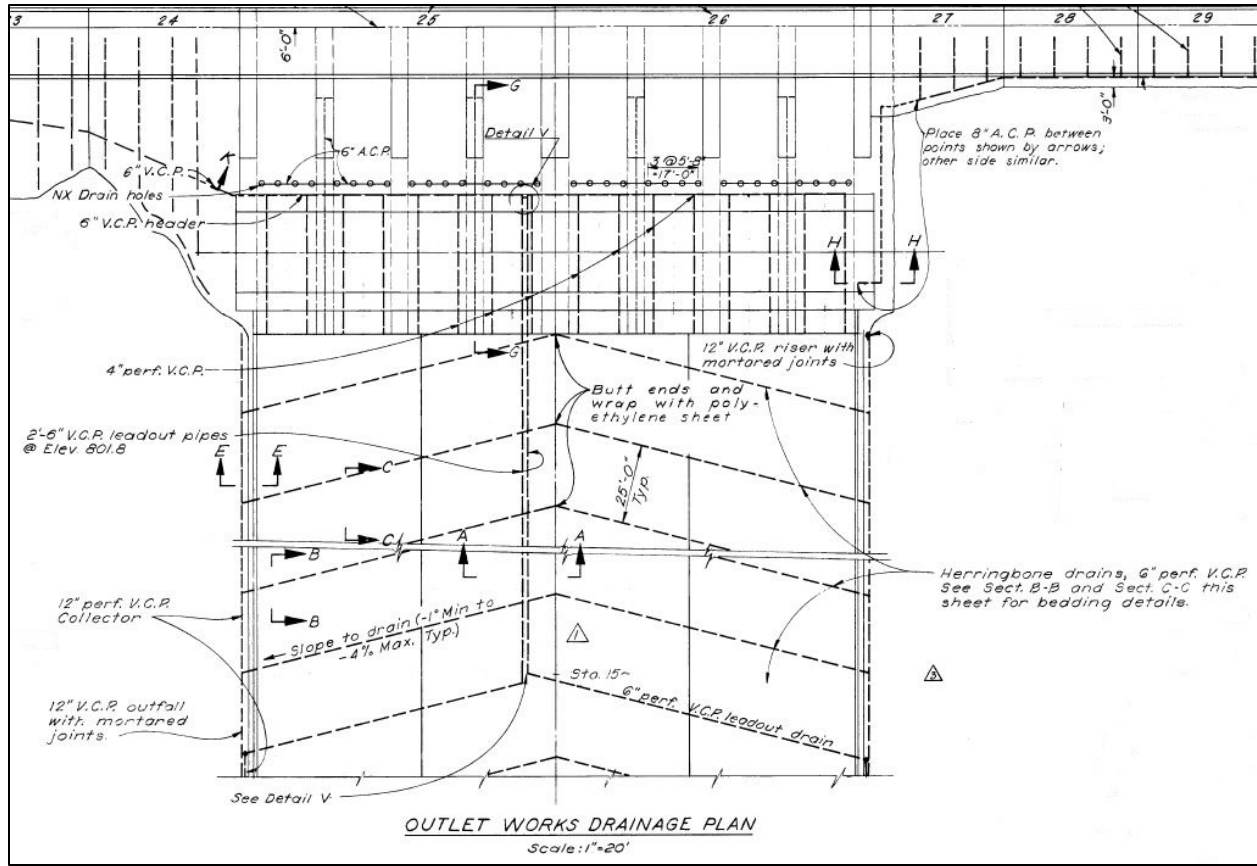 3
24
25
26
27
28
29
6'-0"
G
Detail V
6" A.C.P.
3 @ 5'-8"
=17'-0"
3'-0"
Place 8" A.C.P. between
points shown by arrows;
other side similar.
6" V.C.P.
K
NX Drain holes
6" V.C.P. header
H
H
4" perf. V.C.P.
G
12" V.C.P. riser with
mortared joints
Butt ends and
wrap with poly-
ethylene sheet
2'-6" V.C.P. leadout pipes
@ Elev. 801.8
E
E
C
25'-0"
Typ.
C
A
A
B
B
Herringbone drains, 6" perf. V.C.P.
See Sect. B-B and Sect. C-C this
sheet for bedding details.
12" perf. V.C.P.
Collector
Slope to drain (-1° Min to
-4% Max. Typ.)
1
3
Sta. 15~
6" perf. V.C.P. leadout drain
12" V.C.P. outfall
with mortared
joints.
See Detail V
OUTLET WORKS DRAINAGE PLAN
Scale: 1"=20'